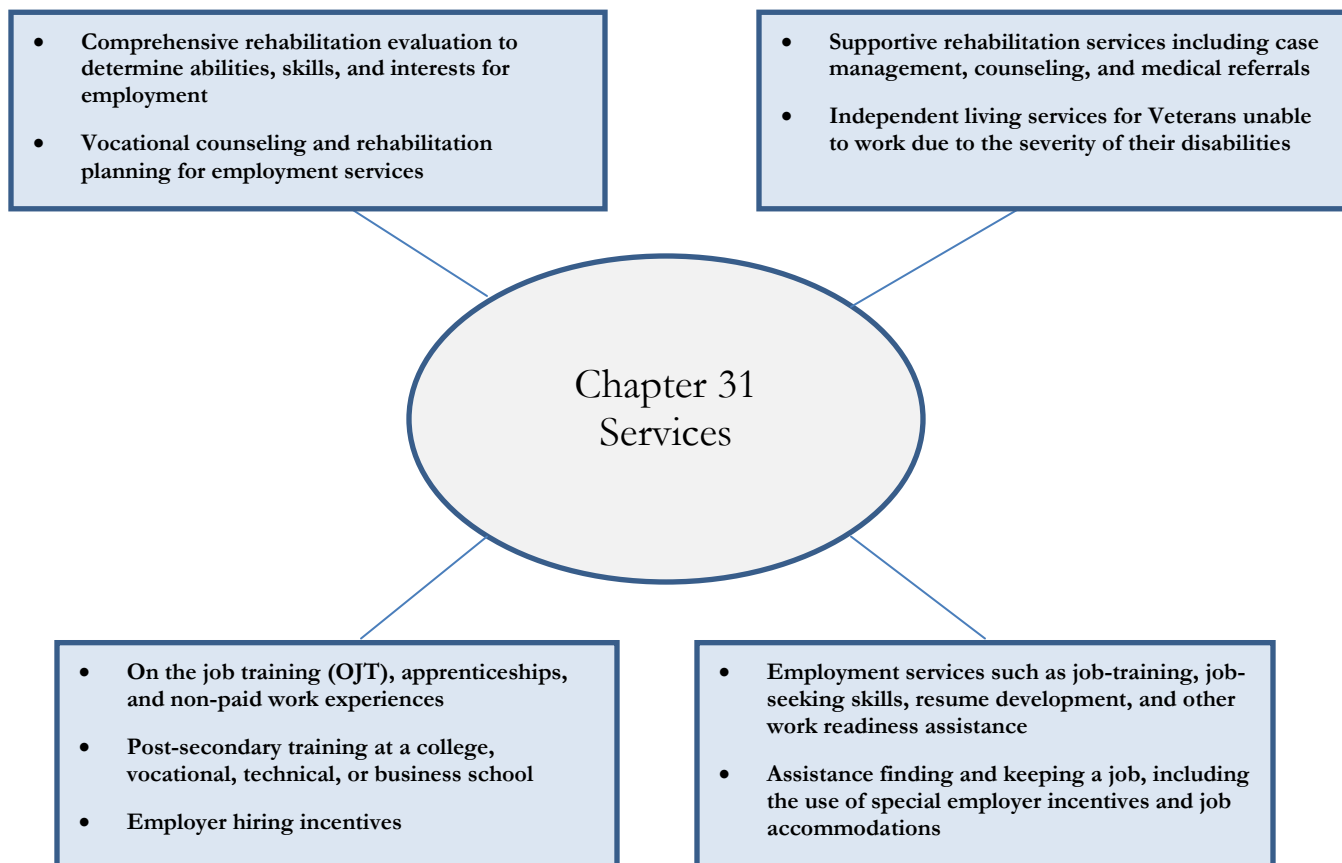 • Comprehensive rehabilitation evaluation to
determine abilities, skills, and interests for
employment
• Vocational counseling and rehabilitation
planning for employment services
• Supportive rehabilitation services including case
management, counseling, and medical referrals
• Independent living services for Veterans unable
to work due to the severity of their disabilities
Chapter 31
Services
• On the job training (OJT), apprenticeships,
and non-paid work experiences
• Post-secondary training at a college,
vocational, technical, or business school
• Employer hiring incentives
• Employment services such as job-training, job-
seeking skills, resume development, and other
work readiness assistance
• Assistance finding and keeping a job, including
the use of special employer incentives and job
accommodations